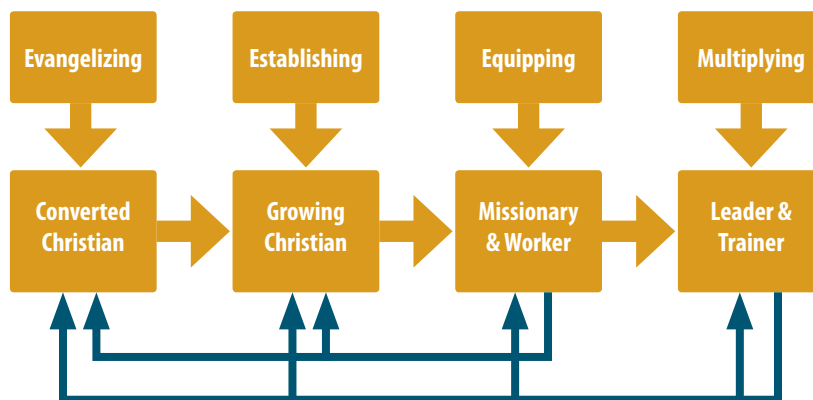 Evangelizing
Establishing
Equipping
Multiplying
Converted
Christian
Growing
Christian
Missionary
& Worker
Leader &
Trainer